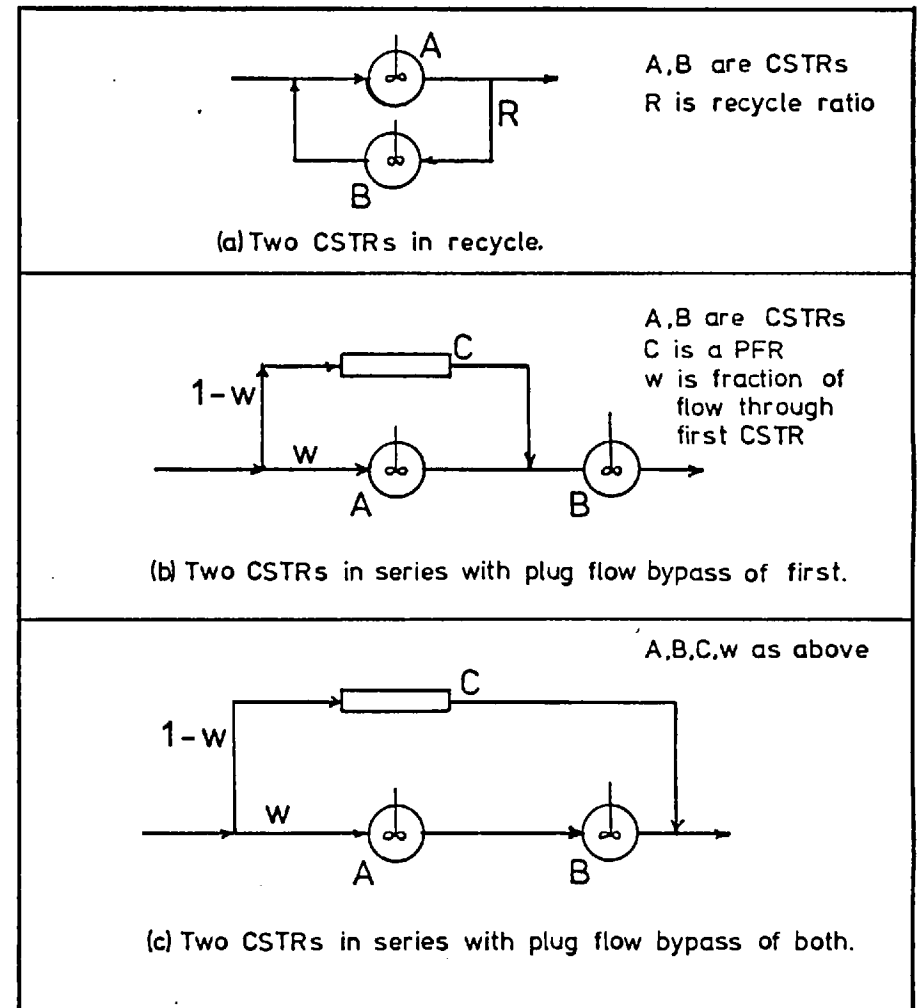 A
A,B are CSTRs
R is recycle ratio
R
B
(a) Two CSTRs in recycle.
A,B are CSTRs
C is a PFR
w is fraction of
flow through
first CSTR
C
1-w
w
A
B
(b) Two CSTRs in series with plug flow bypass of first.
A,B,C,w as above
C
1-w
w
A
B
(c) Two CSTRs in series with plug flow bypass of both.